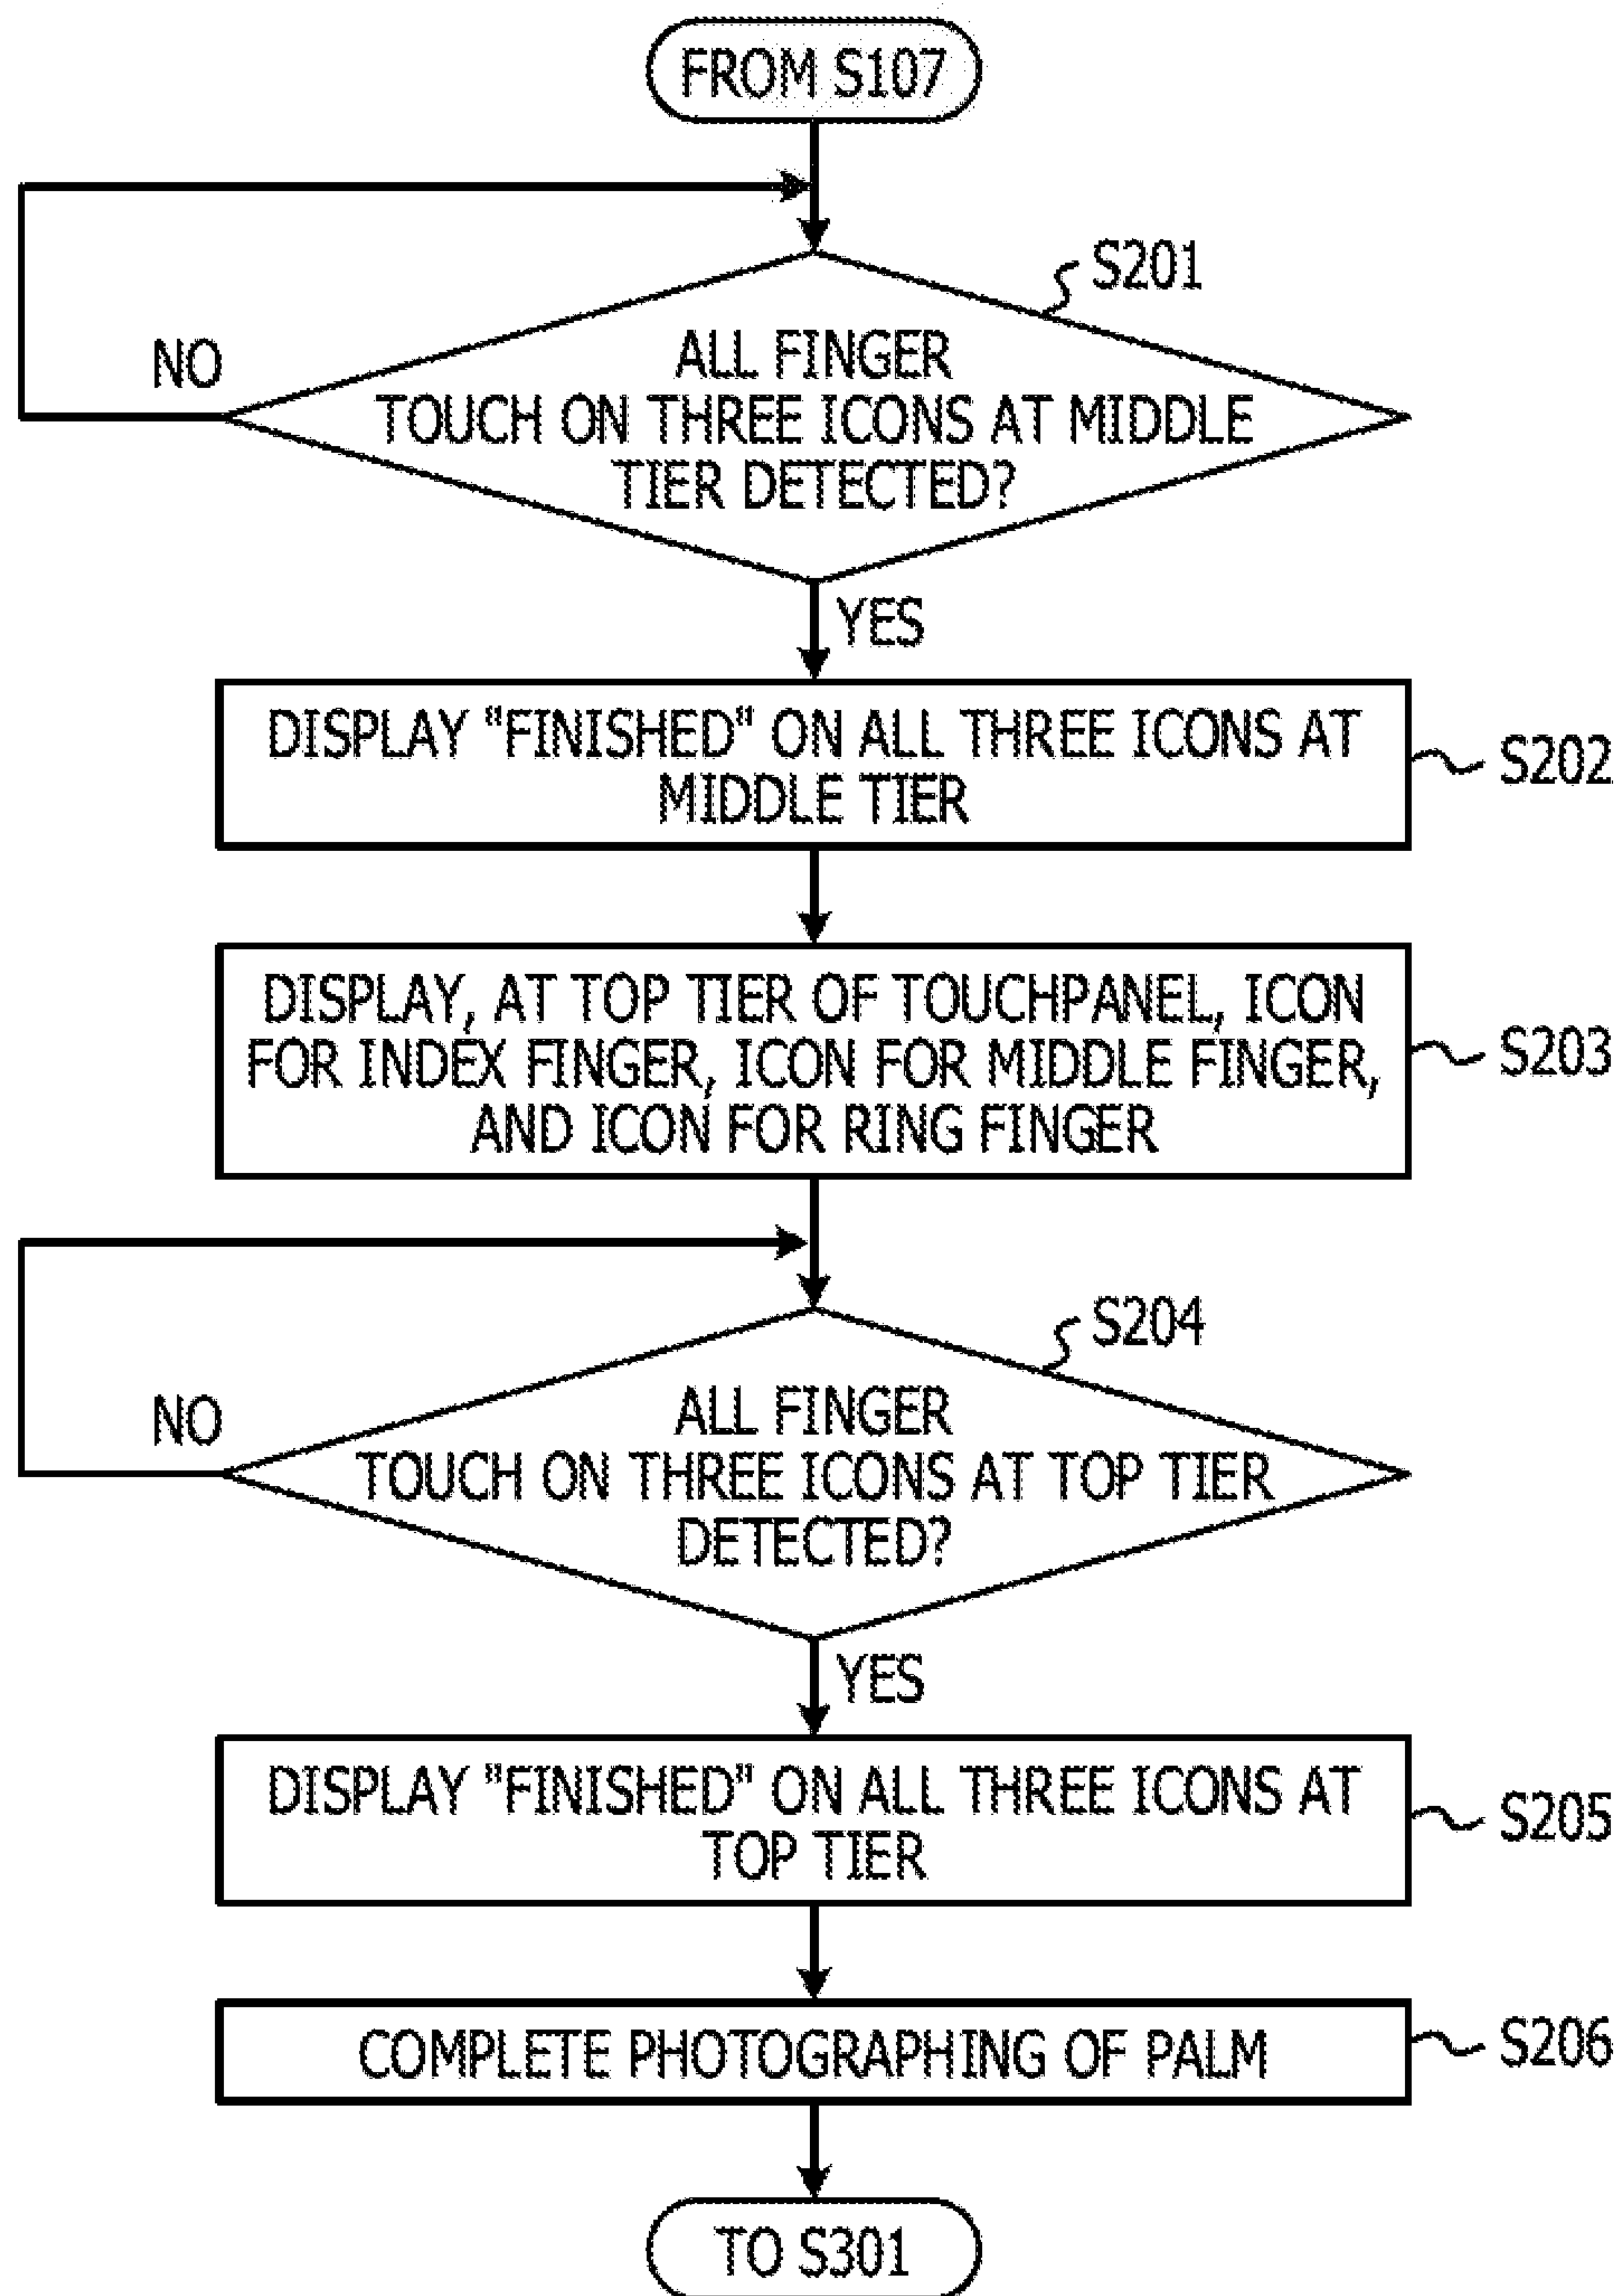 FROM S107
S201
NO
ALL FINGER
TOUCH ON THREE ICONS AT MIDDLE
TIER DETECTED?
YES
DISPLAY "FINISHED" ON ALL THREE ICONS AT
MIDDLE TIER
S202
DISPLAY, AT TOP TIER OF TOUCHPANEL, ICON
FOR INDEX FINGER, ICON FOR MIDDLE FINGER,
AND ICON FOR RING FINGER
S203
S204
NO
ALL FINGER
TOUCH ON THREE ICONS AT TOP TIER
DETECTED?
YES
DISPLAY "FINISHED" ON ALL THREE ICONS AT
TOP TIER
S205
COMPLETE PHOTOGRAPHING OF PALM
S206
TO S301